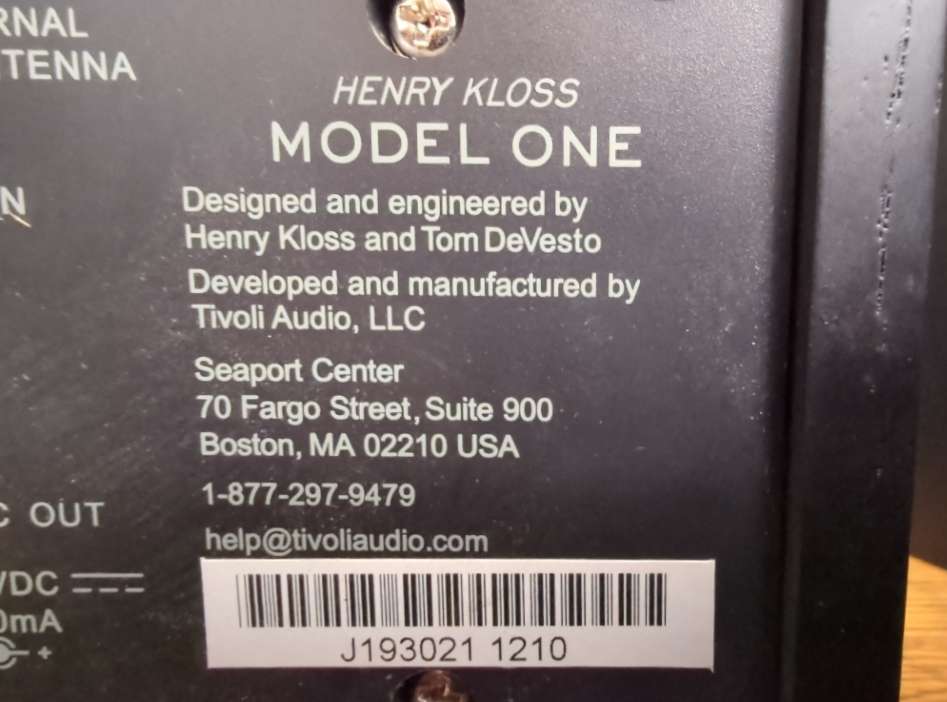 RNAL
TENNA
HENRY KLOSS
MODEL ONE
N
Designed and engineered by
Henry Kloss and Tom DeVesto
Developed and manufactured by
Tivoli Audio, LLC
Seaport Center
70 Fargo Street, Suite 900
Boston, MA 02210 USA
1-877-297-9479
C OUT
help@tivoliaudio.com
VDC
0mA
J193021 1210